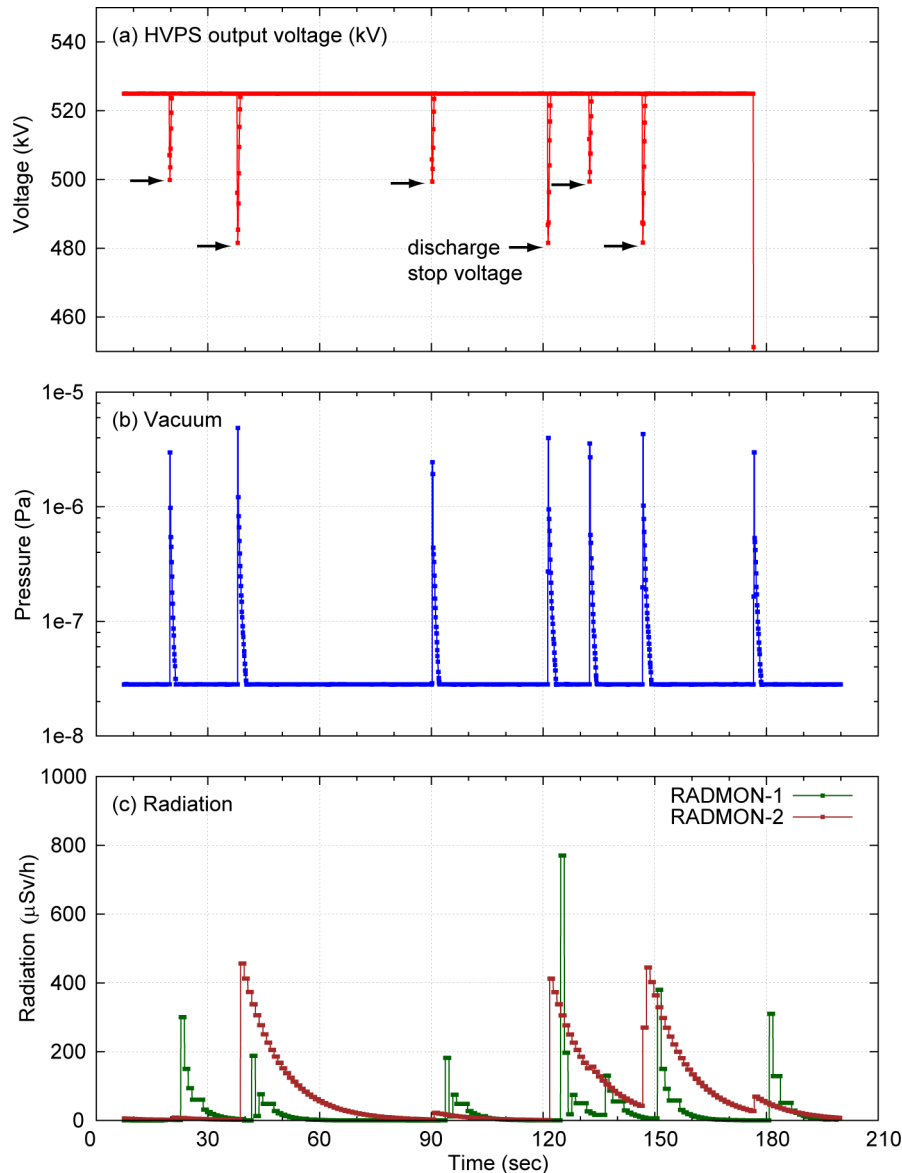 (a) HVPS output voltage (kV)
540
520
500
480
460
Voltage (kV)
discharge
stop voltage
(b) Vacuum
1e-5
1e-6
1e-7
1e-8
Pressure (Pa)
(c) Radiation
RADMON-1
RADMON-2
1000
800
600
400
200
0
Radiation (μSv/h)
0 30 60 90 120 150 180 210
Time (sec)